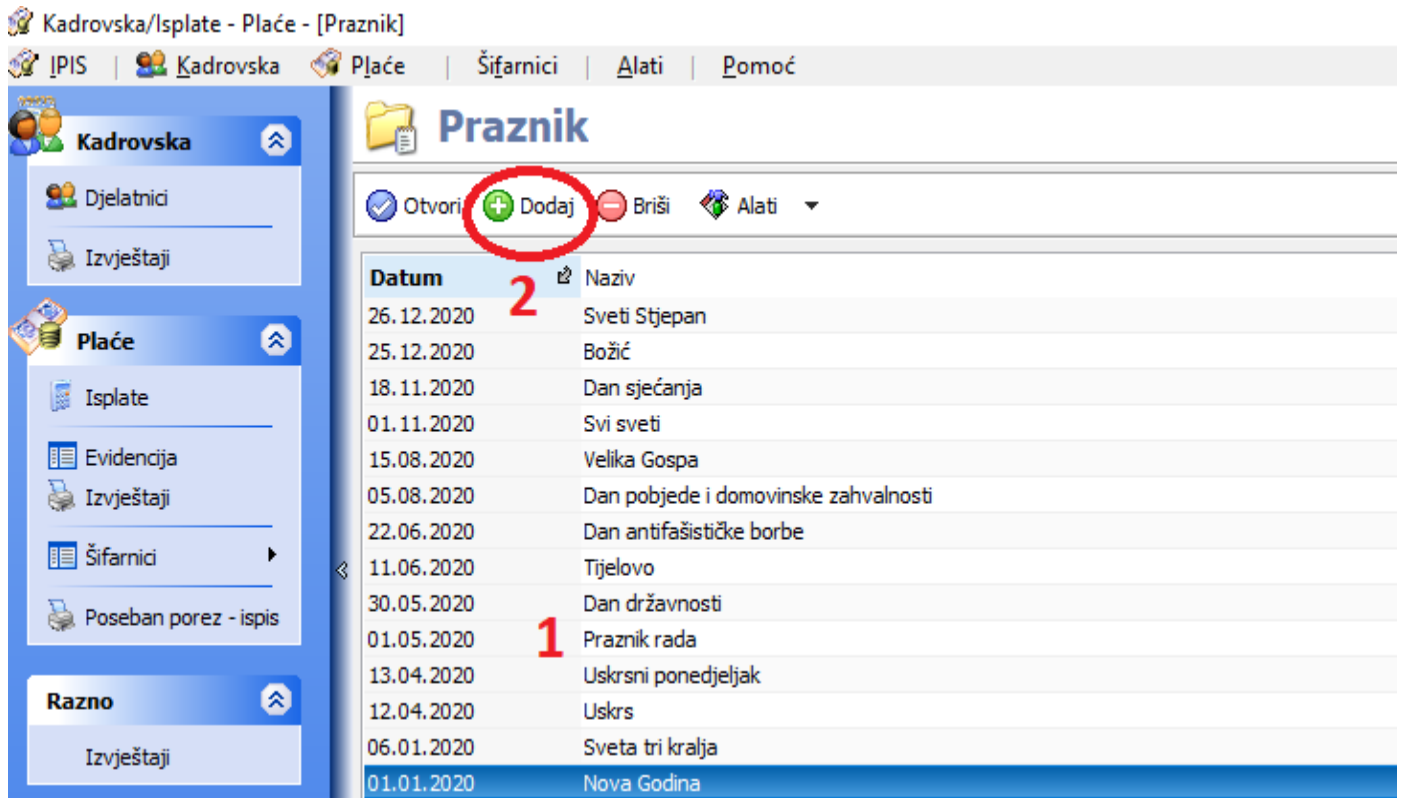 Kadrovska/Isplate - Plaće - [Praznik]
IPIS | Kadrovska Plaće | Šifarnici | Alati | Pomoć
Kadrovska
Djelatnici
Izvještaji
Plaće
Isplate
Evidencija
Izvještaji
Šifarnici
Poseban porez - ispis
Razno
Izvještaji
Praznik
Otvori Dodaj Briši Alati
2
Datum Naziv
26.12.2020 Sveti Stjepan
25.12.2020 Božić
18.11.2020 Dan sjećanja
01.11.2020 Svi sveti
15.08.2020 Velika Gospa
05.08.2020 Dan pobjede i domovinske zahvalnosti
22.06.2020 Dan antifašističke borbe
11.06.2020 Tijelovo
30.05.2020 Dan državnosti
1
01.05.2020 Praznik rada
13.04.2020 Uskrsni ponedjeljak
12.04.2020 Uskrs
06.01.2020 Sveta tri kralja
01.01.2020 Nova Godina